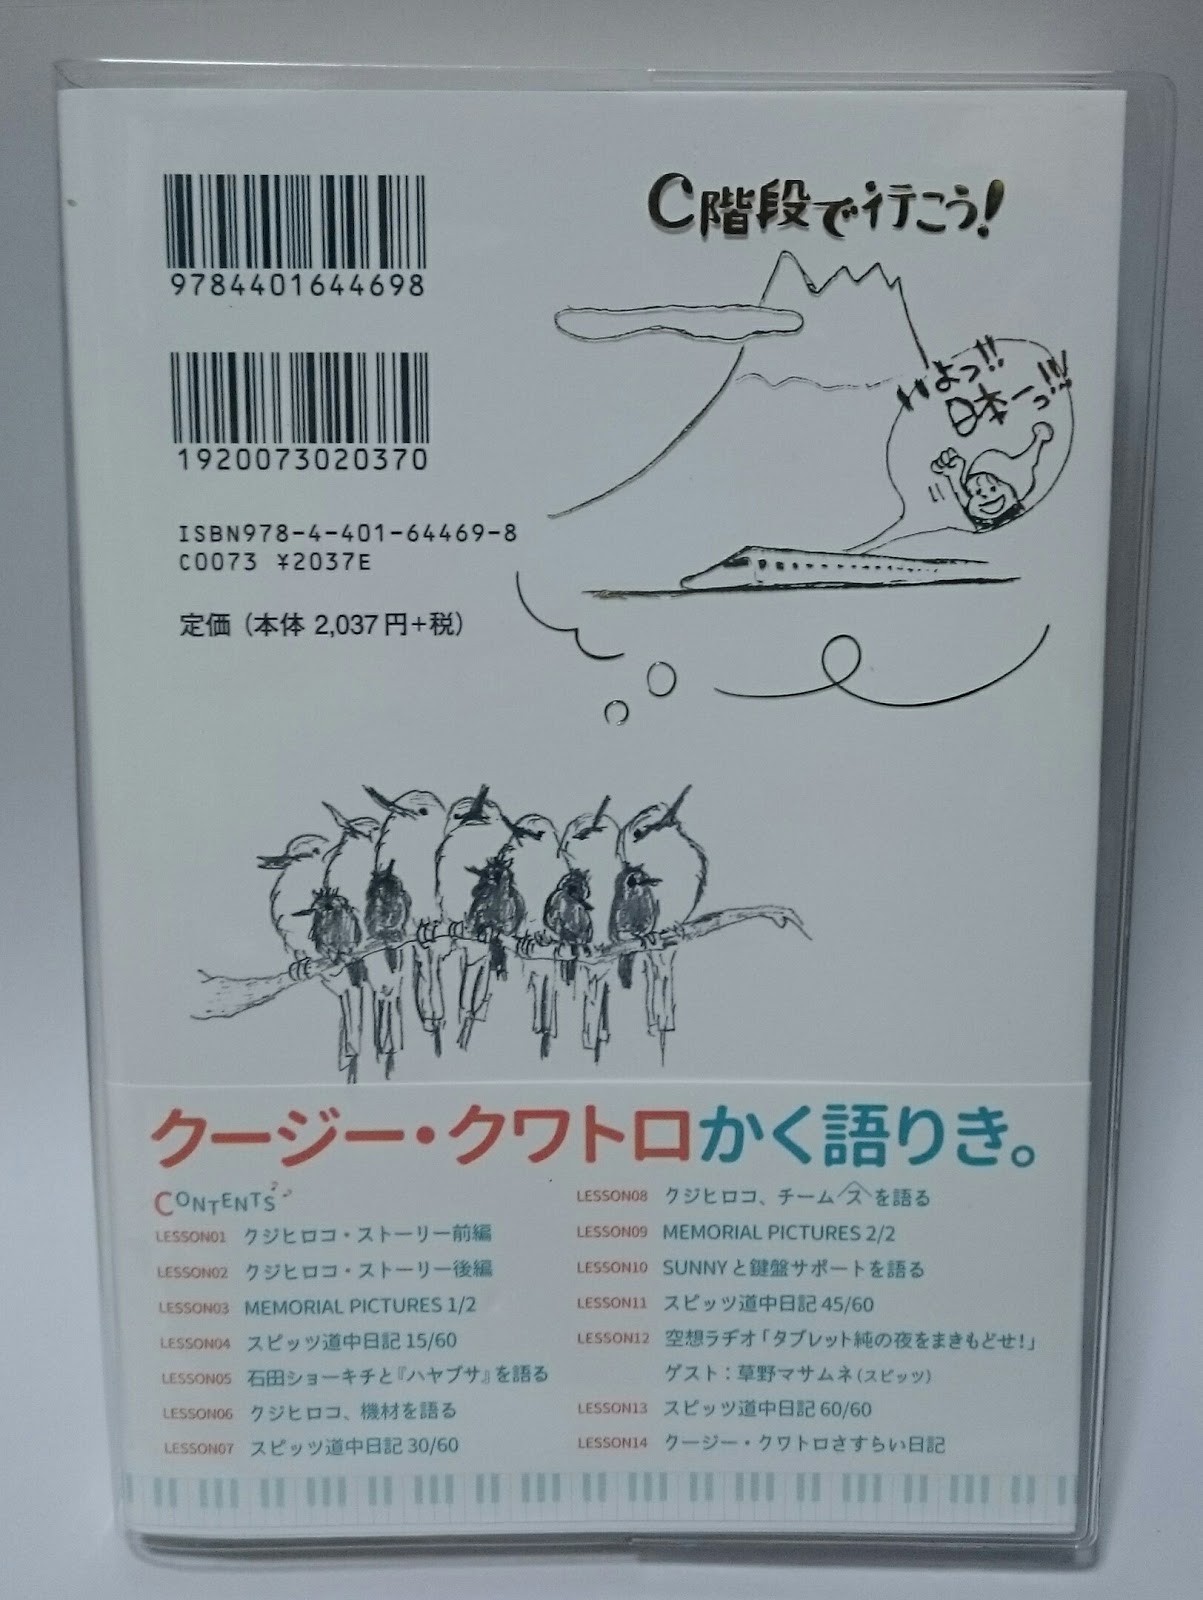 9784401644698
1920073020370
ISBN978-4-401-64469-8
C0073 ¥2037E
定価（本体 2,037円+税）
C階段で行こう！
よっ!!
日本一っ!!!
クージー・クワトロかく語りき。
CONTENTS
LESSON01 クジヒロコ・ストーリー前編
LESSON02 クジヒロコ・ストーリー後編
LESSON03 MEMORIAL PICTURES 1/2
LESSON04 スピッツ道中日記 15/60
LESSON05 石田ショーキチと『ハヤブサ』を語る
LESSON06 クジヒロコ、機材を語る
LESSON07 スピッツ道中日記 30/60
LESSON08 クジヒロコ、チームスを語る
LESSON09 MEMORIAL PICTURES 2/2
LESSON10 SUNNYと鍵盤サポートを語る
LESSON11 スピッツ道中日記 45/60
LESSON12 空想ラヂオ「タブレット純の夜をまきもどせ！」
ゲスト：草野マサムネ（スピッツ）
LESSON13 スピッツ道中日記 60/60
LESSON14 クージー・クワトロさすらい日記